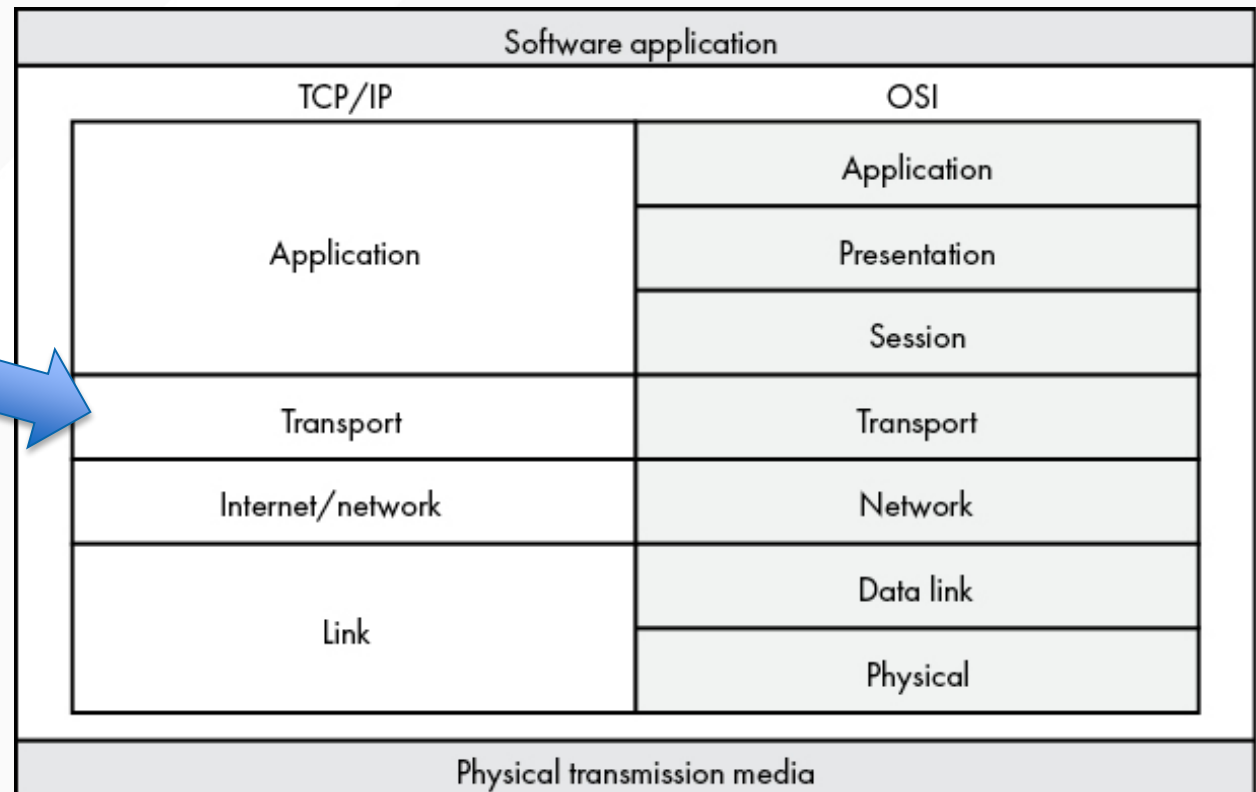 Software application
TCP/IP OSI
Application
Presentation
Application
Session
Transport Transport
Internet/network Network
Data link
Link
Physical
Physical transmission media